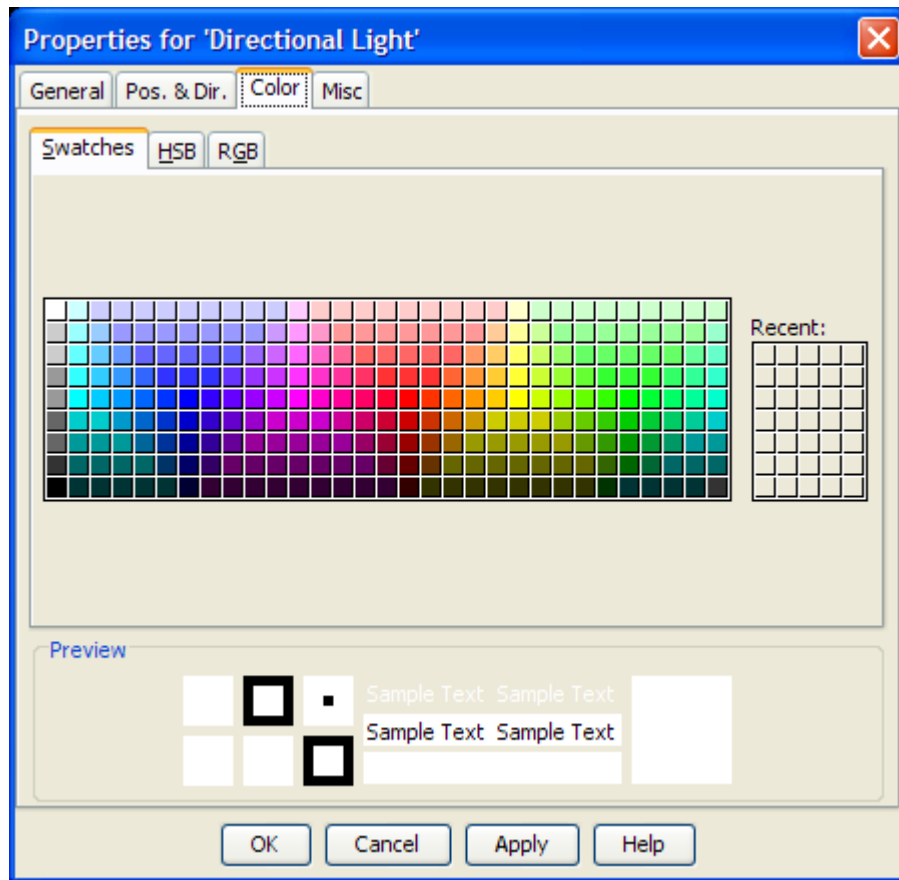 Properties for 'Directional Light'
General Pos. & Dir. Color Misc
Swatches HSB RGB
Recent:
Preview
Sample Text Sample Text
Sample Text Sample Text
OK Cancel Apply Help